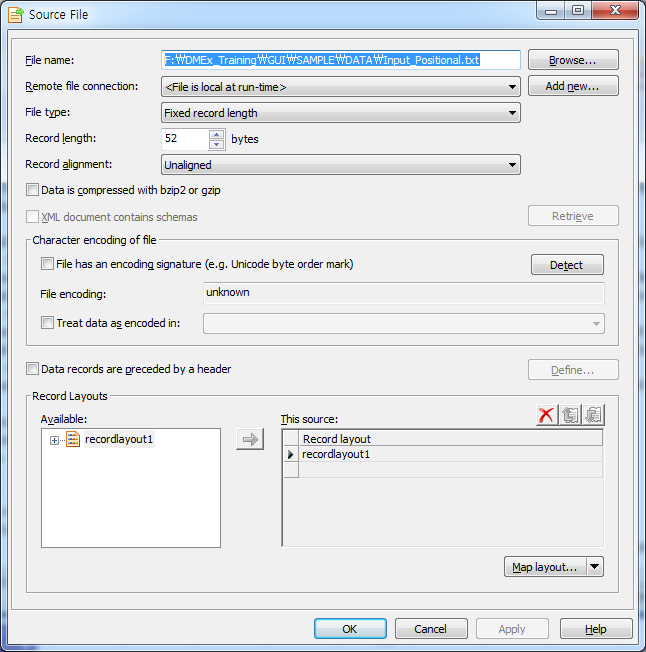 Source File
File name:
F:₩DMEx_Training₩GUI₩SAMPLE₩DATA₩Input_Positional.txt
Browse...
Remote file connection:
<File is local at run-time>
Add new...
File type:
Fixed record length
Record length:
52
bytes
Record alignment:
Unaligned
Data is compressed with bzip2 or gzip
XML document contains schemas
Retrieve
Character encoding of file
File has an encoding signature (e.g. Unicode byte order mark)
Detect
File encoding:
unknown
Treat data as encoded in:
Data records are preceded by a header
Define...
Record Layouts
Available:
This source:
recordlayout1
Record layout
recordlayout1
Map layout...
OK
Cancel
Apply
Help